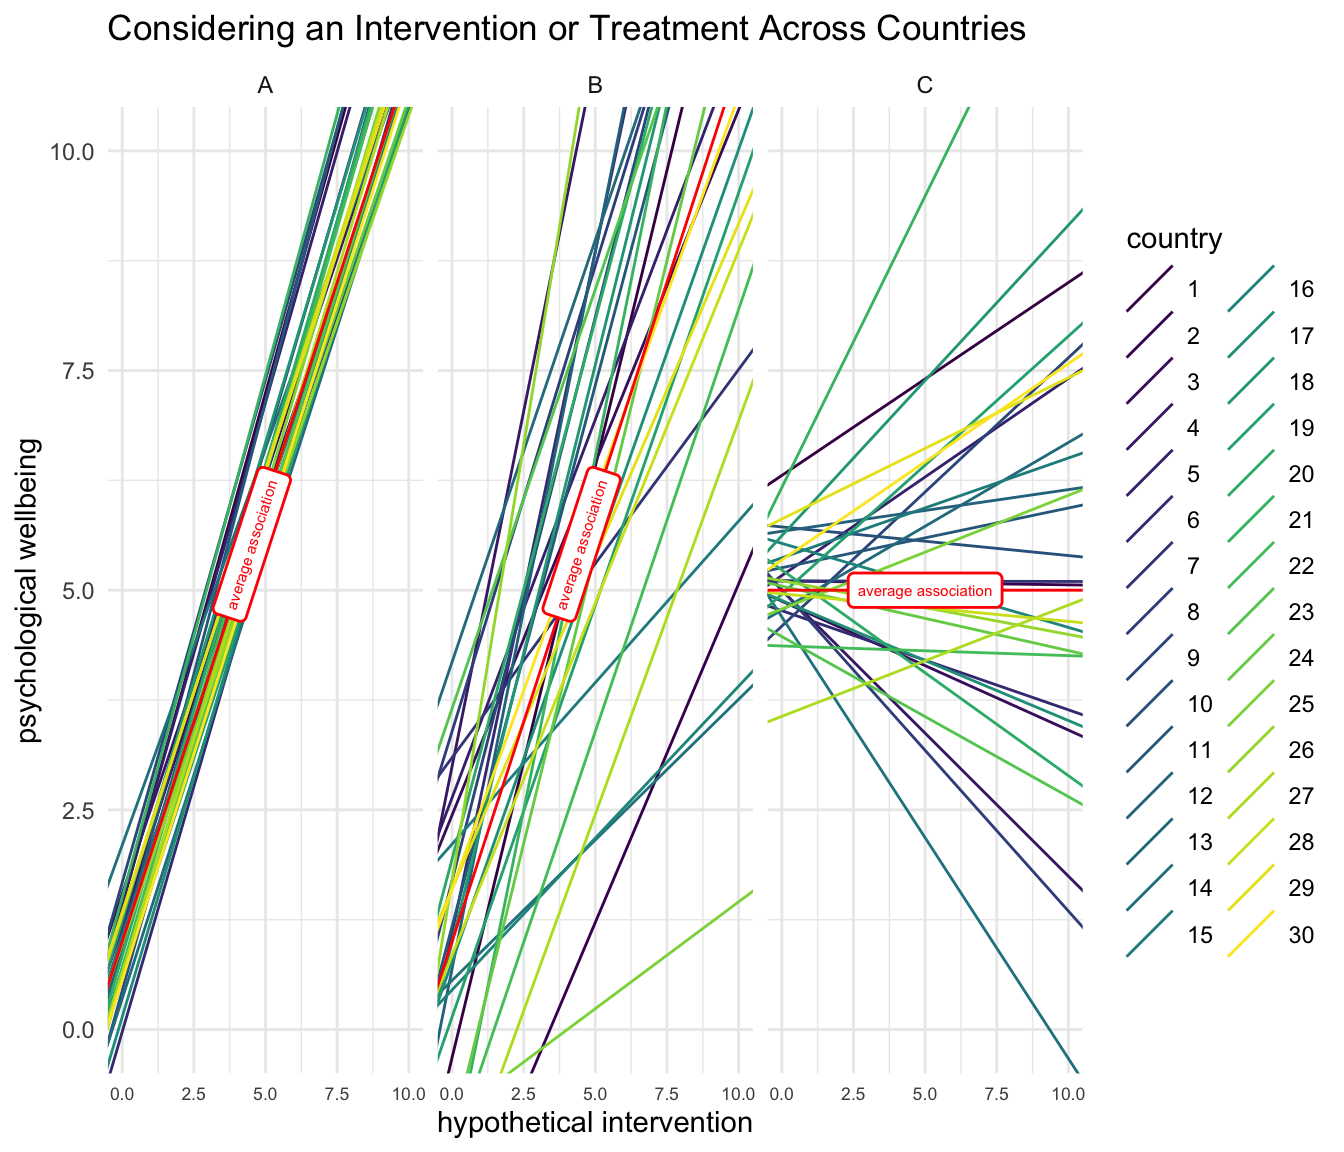 Considering an Intervention or Treatment Across Countries
A
B
C
10.0
7.5
5.0
2.5
0.0
psychological wellbeing
average association
average association
average association
0.0 2.5 5.0 7.5 10.0
0.0 2.5 5.0 7.5 10.0
0.0 2.5 5.0 7.5 10.0
hypothetical intervention
country
1 16
2 17
3 18
4 19
5 20
6 21
7 22
8 23
9 24
10 25
11 26
12 27
13 28
14 29
15 30